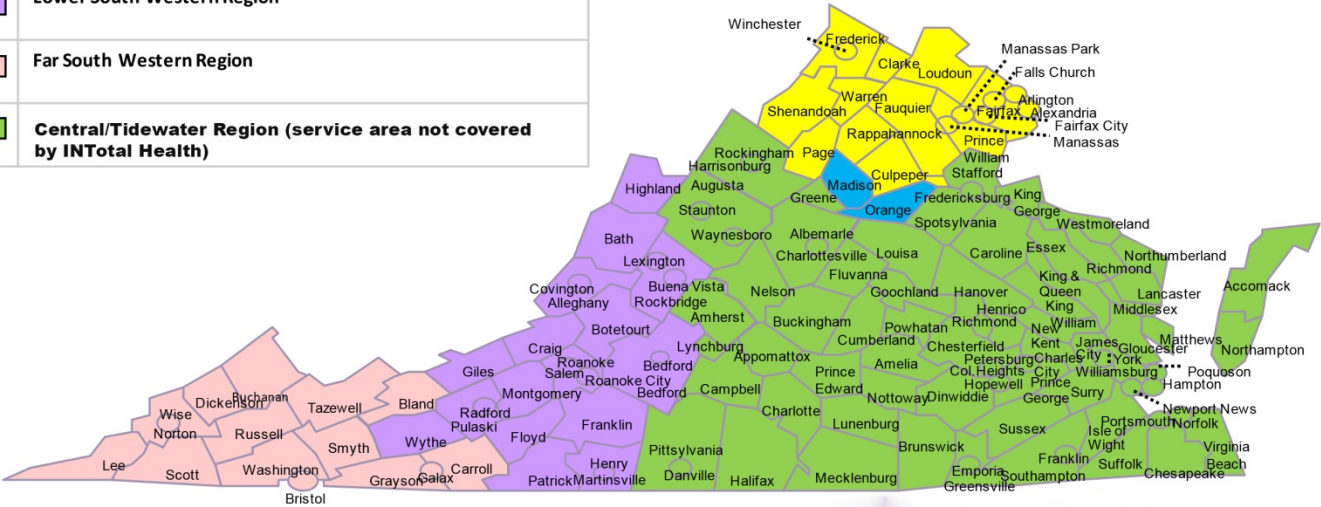 Lower South Western Region
Far South Western Region
Central/Tidewater Region (service area not covered
by INTotal Health)
Winchester
Frederick
Clarke
Loudoun
Manassas Park
Falls Church
Arlington
Alexandria
Fairfax
Fairfax City
Manassas
Warren
Fauquier
Shenandoah
Rappahannock
Prince
William
Page
Culpeper
Stafford
Rockingham
Harrisonburg
Madison
Orange
Greene
Fredericksburg
King
George
Highland
Augusta
Staunton
Spotsylvania
Westmoreland
Waynesboro
Albemarle
Charlottesville
Bath
Louisa
Caroline
Essex
Northumberland
Richmond
Lexington
Fluvanna
King &
Queen
Accomack
Covington
Alleghany
Buena Vista
Rockbridge
Nelson
Goochland
Hanover
King
William
Lancaster
Middlesex
Amherst
Buckingham
Henrico
Richmond
Botetourt
Powhatan
Cumberland
Chesterfield
New
Kent
James
City
Matthews
Gloucester
Northampton
Craig
Lynchburg
Appomattox
Amelia
Petersburg
Charles
City
York
Williamsburg
Poquoson
Hampton
Giles
Roanoke
Salem
Roanoke City
Bedford
Bedford
Campbell
Prince
Edward
Col.Heights
Hopewell
Prince
George
Surry
Montgomery
Nottoway
Dinwiddie
Newport News
Buchanan
Dickenson
Tazewell
Bland
Radford
Pulaski
Charlotte
Lunenburg
Portsmouth
Norfolk
Wise
Norton
Russell
Smyth
Wythe
Floyd
Franklin
Brunswick
Sussex
Isle of
Wight
Virginia
Beach
Pittsylvania
Lee
Scott
Washington
Carroll
Grayson
Galax
Henry
Patrick
Martinsville
Danville
Halifax
Mecklenburg
Emporia
Greensville
Franklin
Southampton
Suffolk
Chesapeake
Bristol